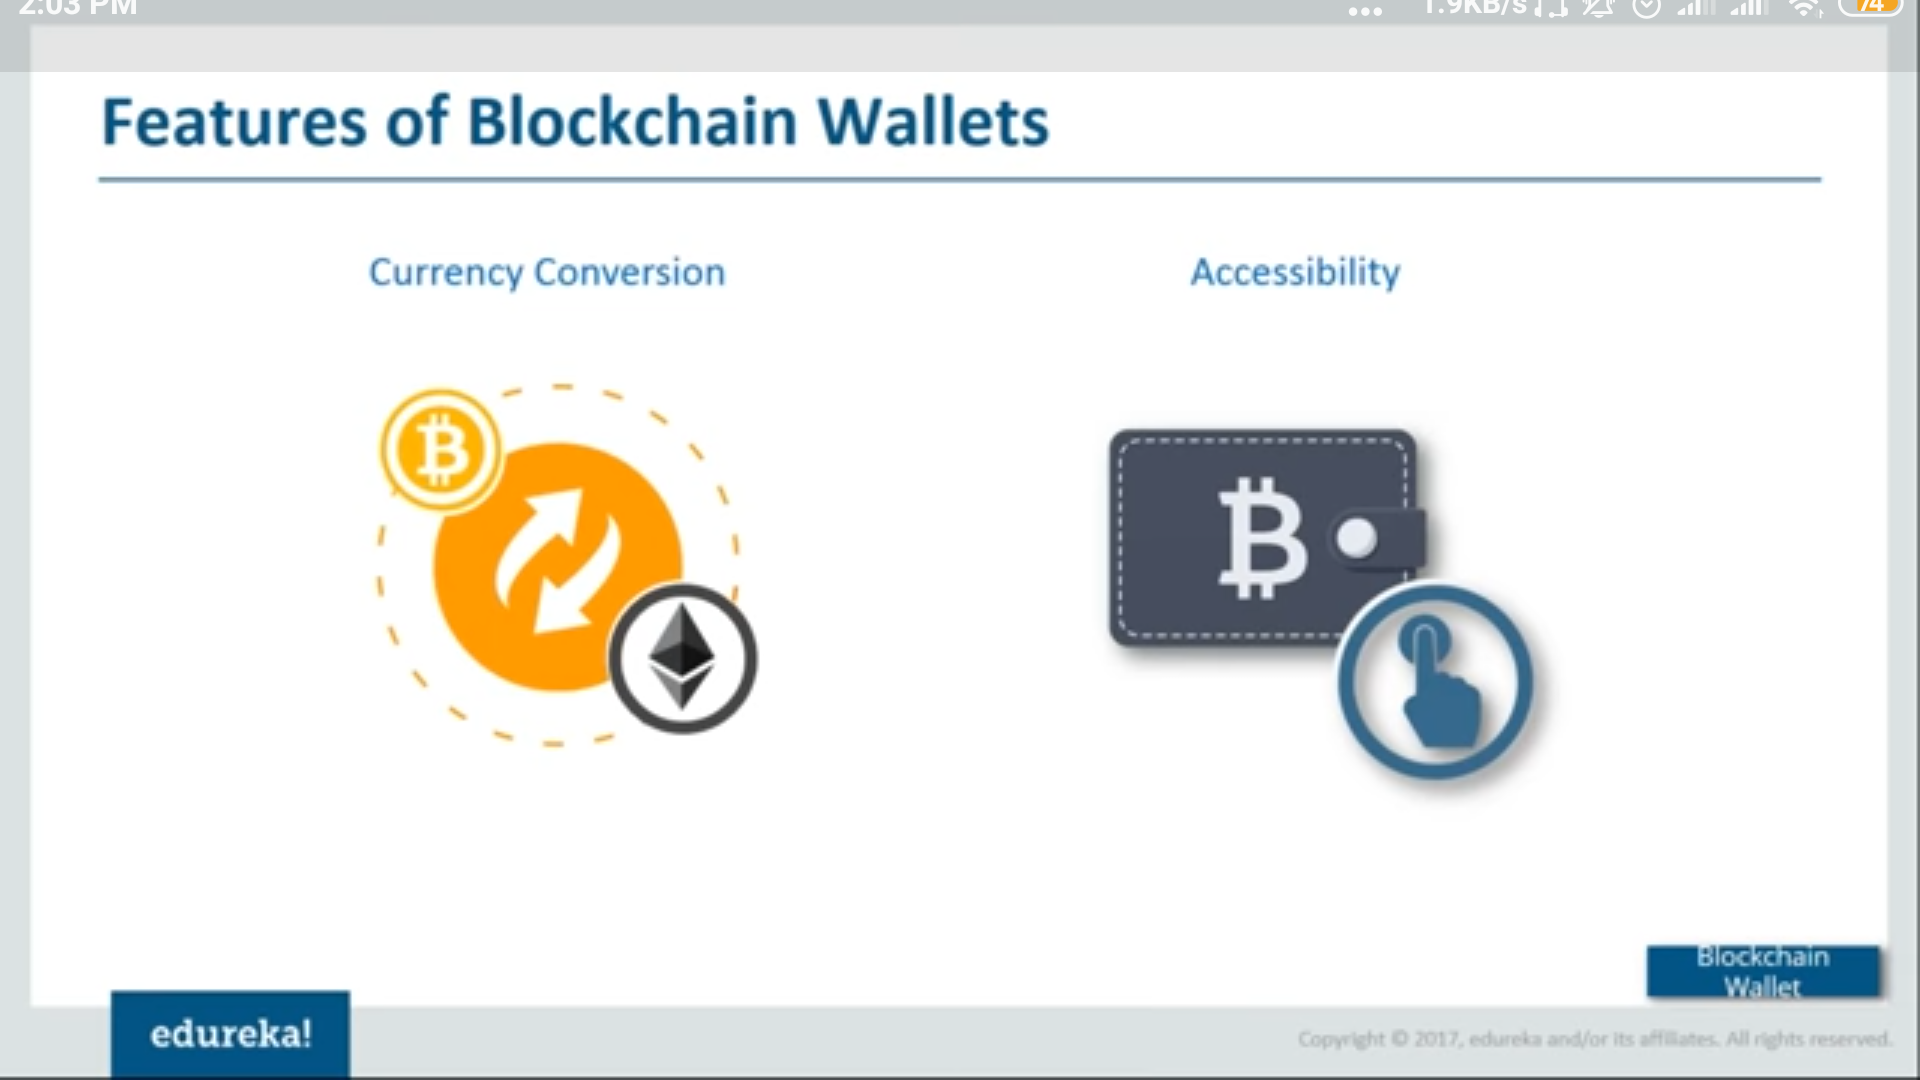 2:03 PM
1.9KB/s
74
Features of Blockchain Wallets
Currency Conversion
Accessibility
Blockchain
Wallet
edureka!
Copyright © 2017, edureka and/or its affiliates. All rights reserved.